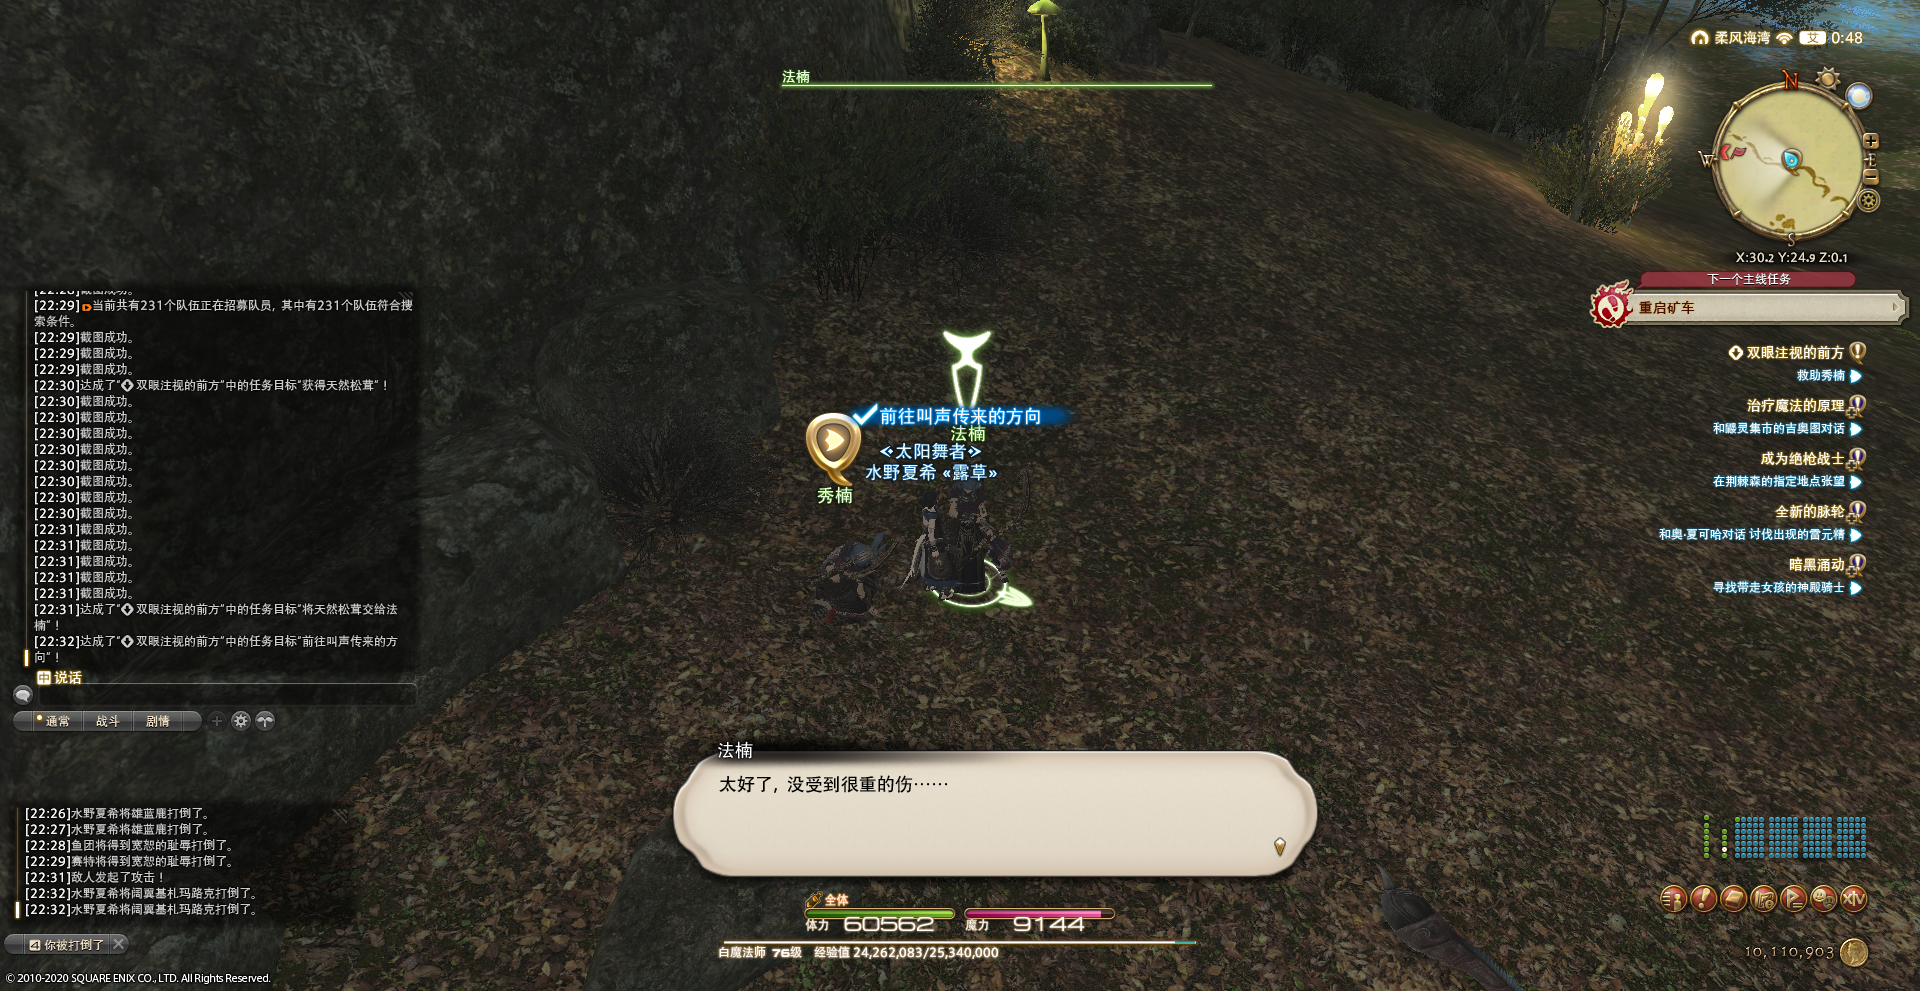 法楠
柔风海湾 艾 0:48
N
W
E
S
X:30.2 Y:24.9 Z:0.1
下一个主线任务
重启矿车
双眼注视的前方
救助秀楠
治疗魔法的原理
和鼹灵集市的吉奥图对话
成为绝枪战士
在荆棘森的指定地点张望
全新的脉轮
和奥·夏可哈对话 讨伐出现的雷元精
暗黑涌动
寻找带走女孩的神殿骑士
[22:28]截图成功。
[22:29]当前共有231个队伍正在招募队员, 其中有231个队伍符合搜
索条件。
[22:29]截图成功。
[22:29]截图成功。
[22:29]截图成功。
[22:30]达成了“双眼注视的前方”中的任务目标“获得天然松茸”！
[22:30]截图成功。
[22:30]截图成功。
[22:30]截图成功。
[22:30]截图成功。
[22:30]截图成功。
[22:30]截图成功。
[22:30]截图成功。
[22:30]截图成功。
[22:31]截图成功。
[22:31]截图成功。
[22:31]截图成功。
[22:31]截图成功。
[22:31]截图成功。
[22:31]达成了“双眼注视的前方”中的任务目标“将天然松茸交给法
楠”！
[22:32]达成了“双眼注视的前方”中的任务目标“前往叫声传来的方
向”！
说话
通常 战斗 剧情
前往叫声传来的方向
法楠
太阳舞者
水野夏希 «露草»
秀楠
法楠
太好了, 没受到很重的伤……
[22:26]水野夏希将雄蓝鹿打倒了。
[22:27]水野夏希将雄蓝鹿打倒了。
[22:28]鱼团将得到宽恕的耻辱打倒了。
[22:29]赛特将得到宽恕的耻辱打倒了。
[22:31]敌人发起了攻击！
[22:32]水野夏希将阔翼基札玛路克打倒了。
[22:32]水野夏希将阔翼基札玛路克打倒了。
你被打倒了
全体
体力 60562 魔力 9144
白魔法师 76级 经验值 24,262,083/25,340,000
XIV
10,110,903
© 2010-2020 SQUARE ENIX CO., LTD. All Rights Reserved.